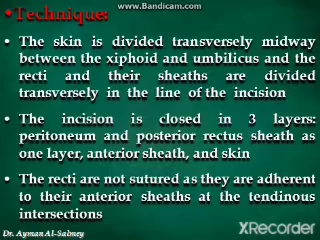 www.Bandicam.com
•Technique:
• The skin is divided transversely midway
between the xiphoid and umbilicus and the
recti and their sheaths are divided
transversely in the line of the incision
• The incision is closed in 3 layers:
peritoneum and posterior rectus sheath as
one layer, anterior sheath, and skin
• The recti are not sutured as they are adherent
to their anterior sheaths at the tendinous
intersections
Dr. Ayman Al-Sabney
XRecorder